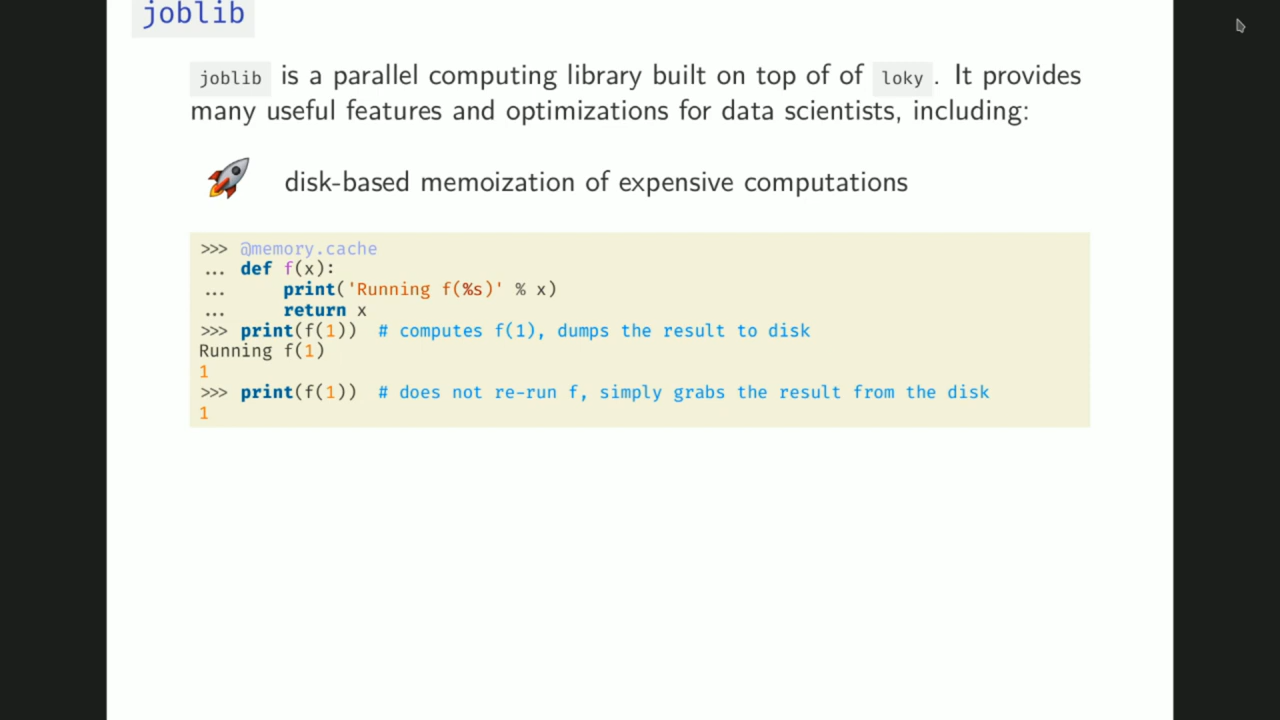 joblib
joblib is a parallel computing library built on top of of loky. It provides
many useful features and optimizations for data scientists, including:
disk-based memoization of expensive computations
>>> @memory.cache
... def f(x):
...     print('Running f(%s)' % x)
...     return x
>>> print(f(1))  # computes f(1), dumps the result to disk
Running f(1)
1
>>> print(f(1))  # does not re-run f, simply grabs the result from the disk
1